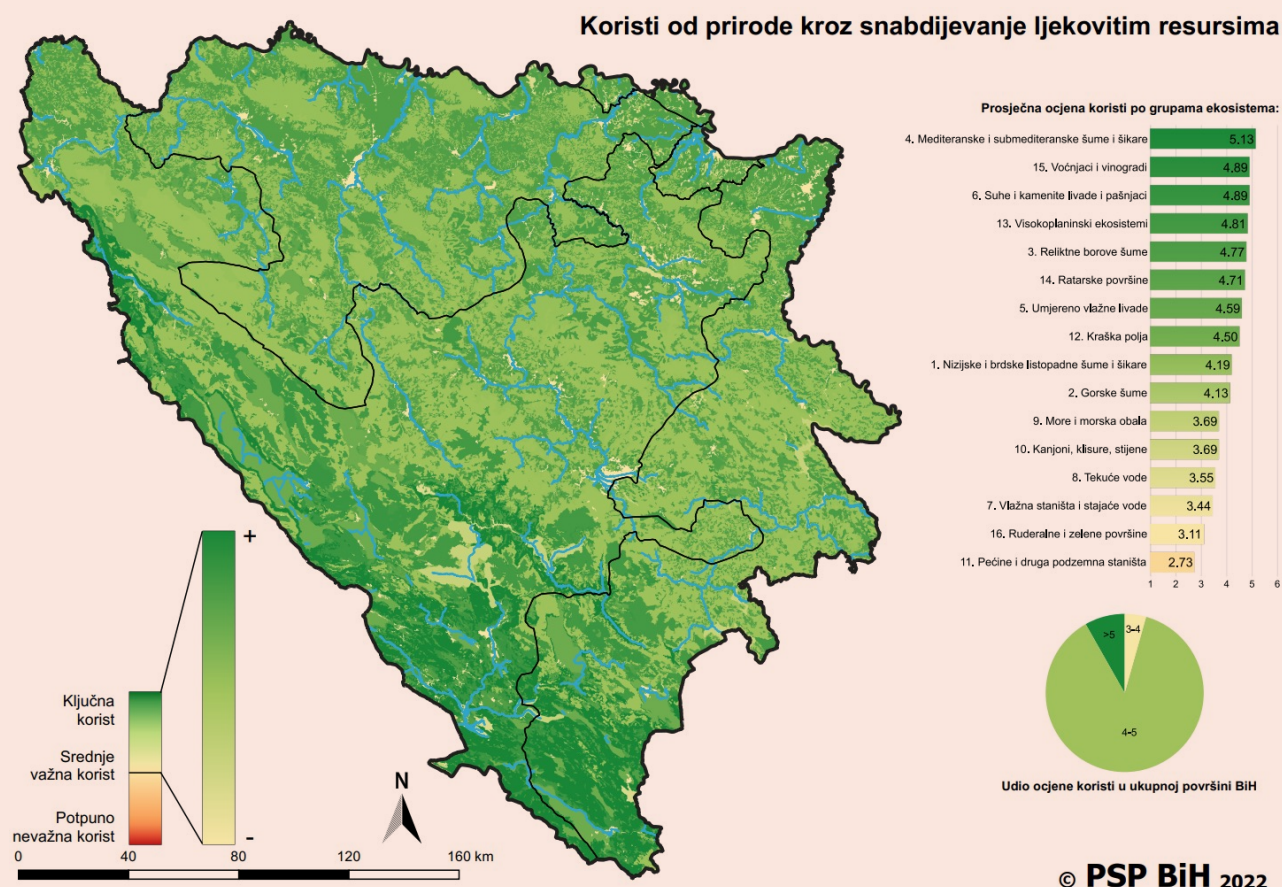 Koristi od prirode kroz snabdijevanje ljekovitim resursima
Prosječna ocjena koristi po grupama ekosistema:
4. Mediteranske i submediteranske šume i šikare 5.13
15. Voćnjaci i vinogradi 4.89
6. Suhe i kamenite livade i pašnjaci 4.89
13. Visokoplaninski ekosistemi 4.81
3. Reliktne borove šume 4.77
14. Ratarske površine 4.71
5. Umjereno vlažne livade 4.59
12. Kraška polja 4.50
1. Nizijske i brdske listopadne šume i šikare 4.19
2. Gorske šume 4.13
9. More i morska obala 3.69
10. Kanjoni, klisure, stijene 3.69
8. Tekuće vode 3.55
7. Vlažna staništa i stajaće vode 3.44
16. Ruderalne i zelene površine 3.11
11. Pećine i druga podzemna staništa 2.73
1 2 3 4 5 6
>5 3-4
4-5
Udio ocjene koristi u ukupnoj površini BiH
+
Ključna
korist
Srednje
važna korist
Potpuno
nevažna korist
-
N
0 40 80 120 160 km
© PSP BiH 2022